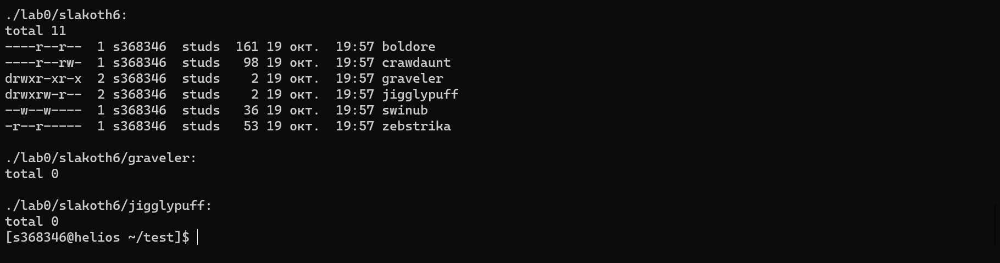 ./lab0/slakoth6:
total 11
----r--r--  1 s368346  studs  161 19 окт.  19:57 boldore
----r--rw-  1 s368346  studs   98 19 окт.  19:57 crawdaunt
drwxr-xr-x  2 s368346  studs    2 19 окт.  19:57 graveler
drwxrw-r--  2 s368346  studs    2 19 окт.  19:57 jigglypuff
--w--w----  1 s368346  studs   36 19 окт.  19:57 swinub
-r--r-----  1 s368346  studs   53 19 окт.  19:57 zebstrika
./lab0/slakoth6/graveler:
total 0
./lab0/slakoth6/jigglypuff:
total 0
[s368346@helios ~/test]$